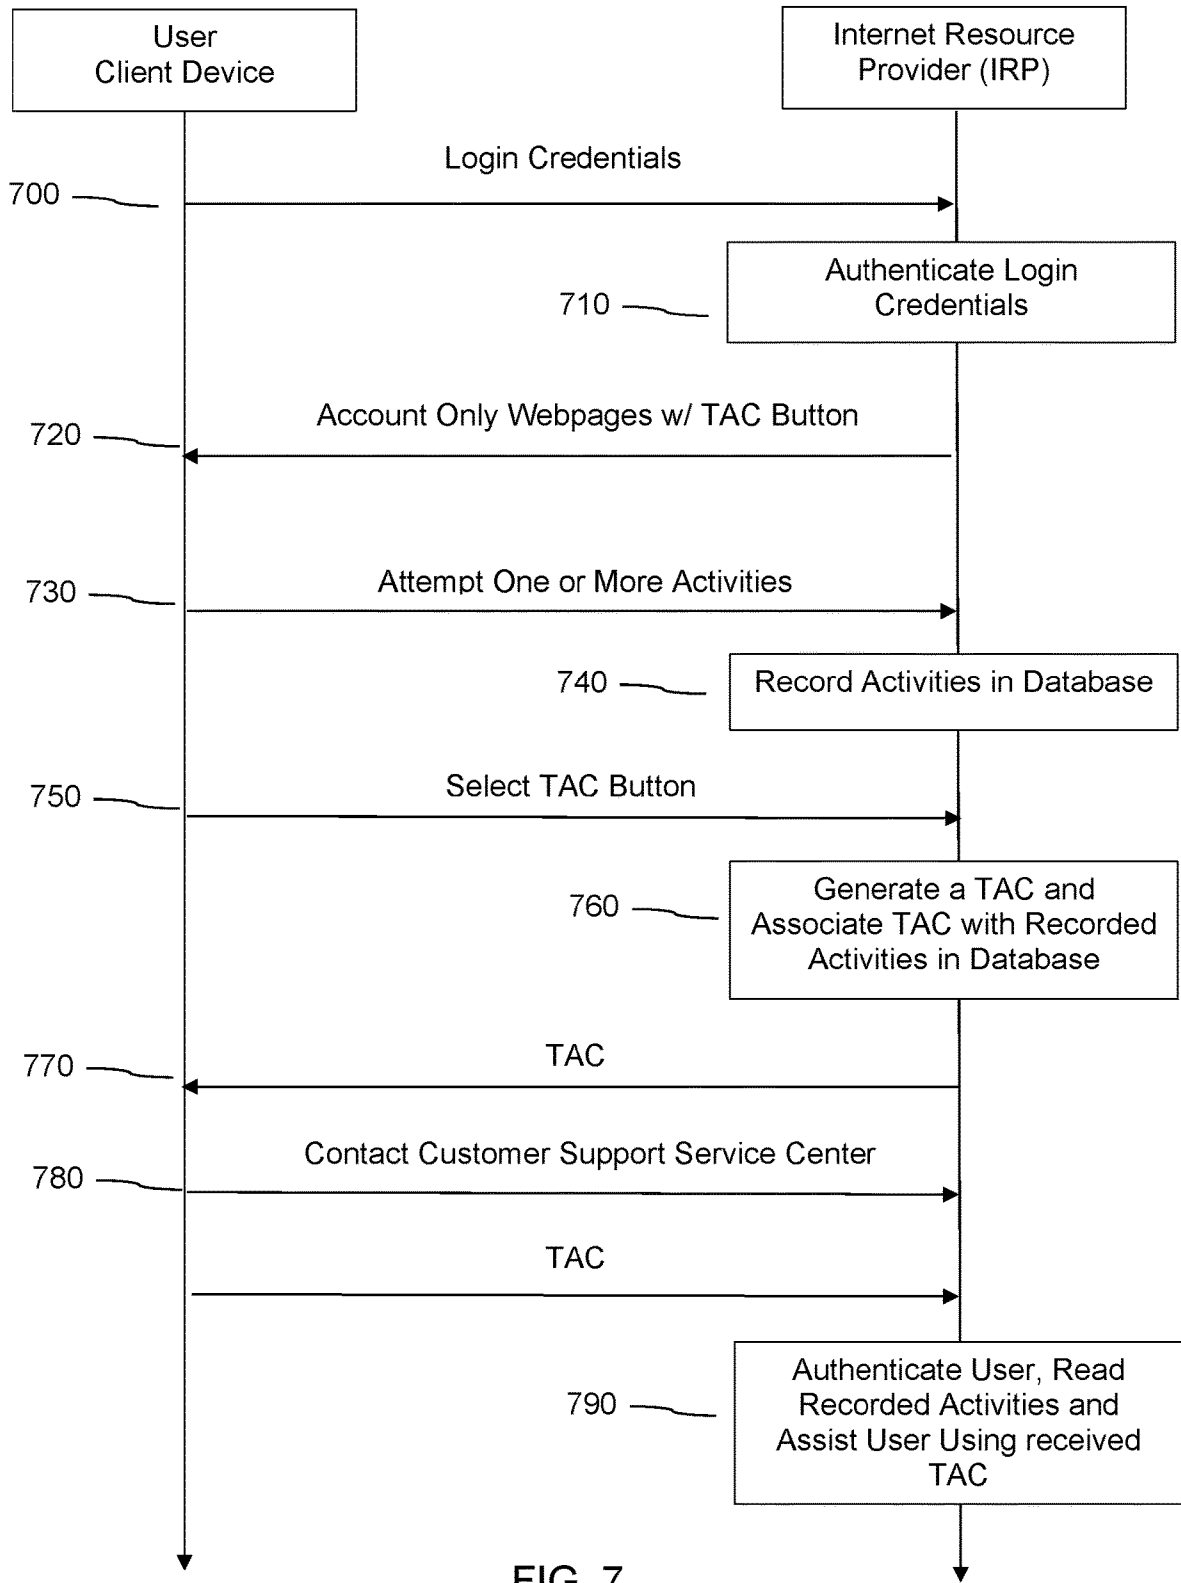 User
Client Device
Internet Resource
Provider (IRP)
Login Credentials
700
Authenticate Login
Credentials
710
Account Only Webpages w/ TAC Button
720
Attempt One or More Activities
730
Record Activities in Database
740
Select TAC Button
750
Generate a TAC and
Associate TAC with Recorded
Activities in Database
760
TAC
770
Contact Customer Support Service Center
780
TAC
Authenticate User, Read
Recorded Activities and
Assist User Using received
TAC
790
FIG. 7